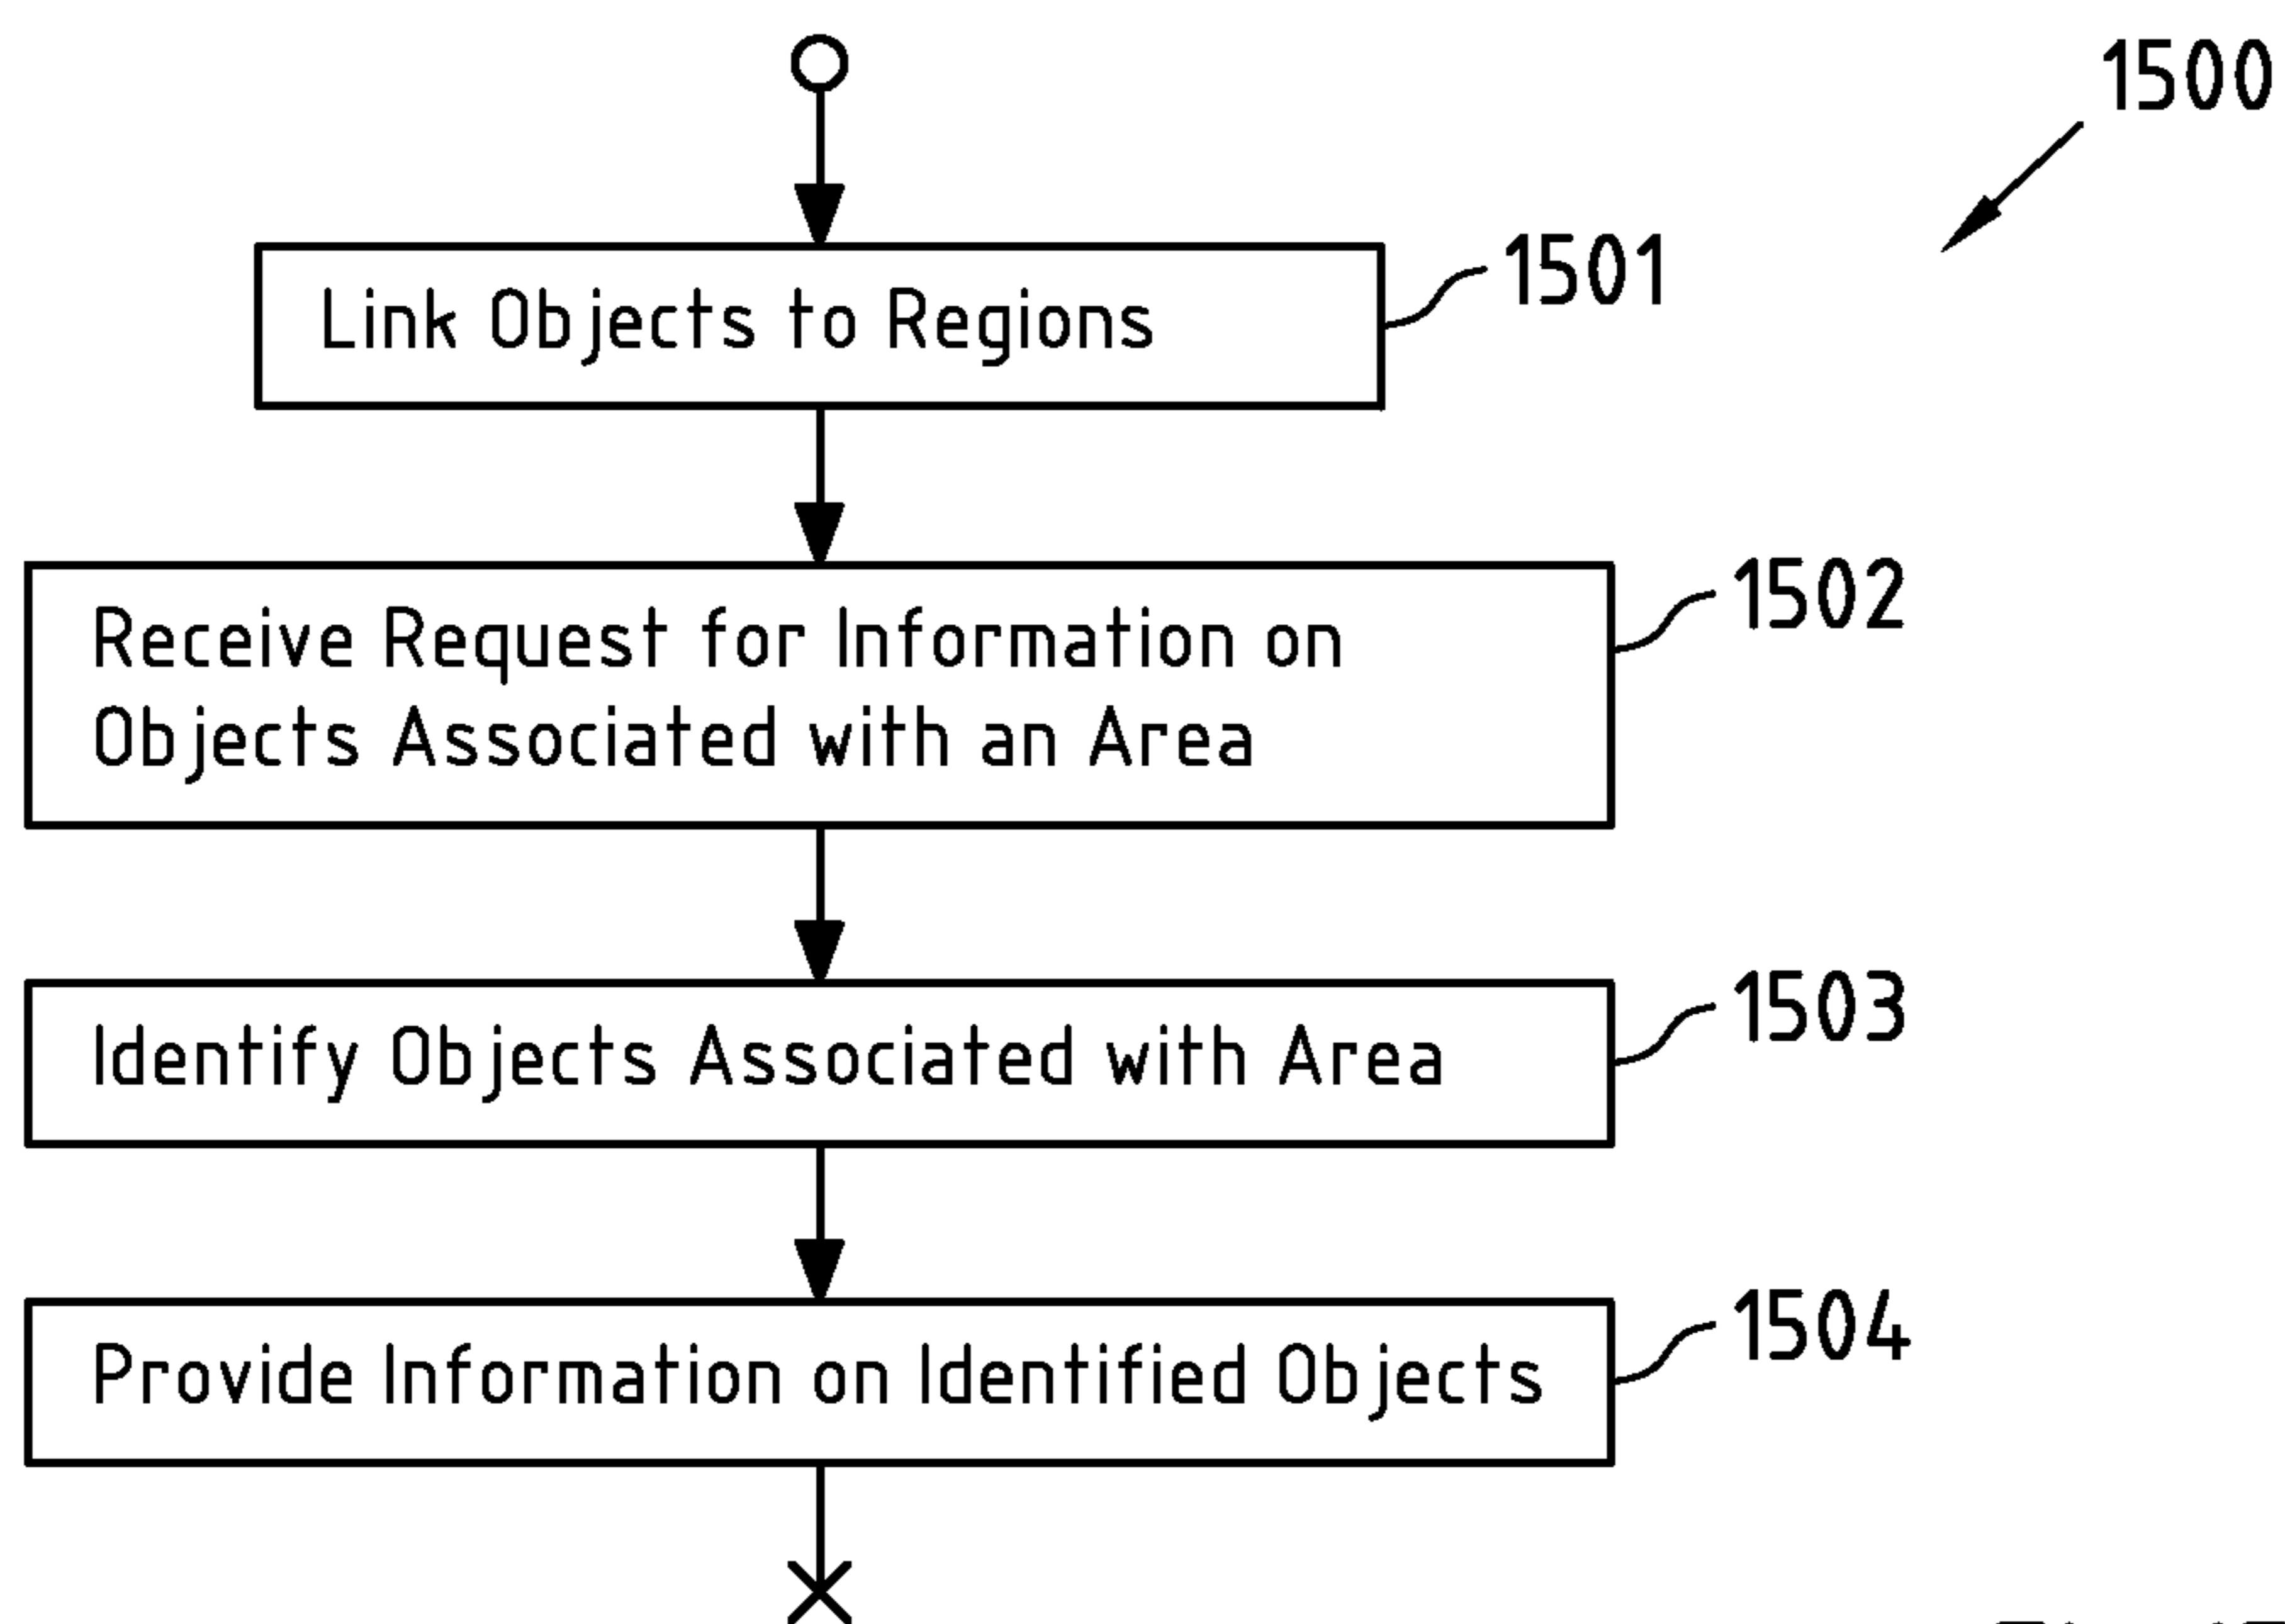 1500
Link Objects to Regions
1501
Receive Request for Information on
Objects Associated with an Area
1502
Identify Objects Associated with Area
1503
Provide Information on Identified Objects
1504